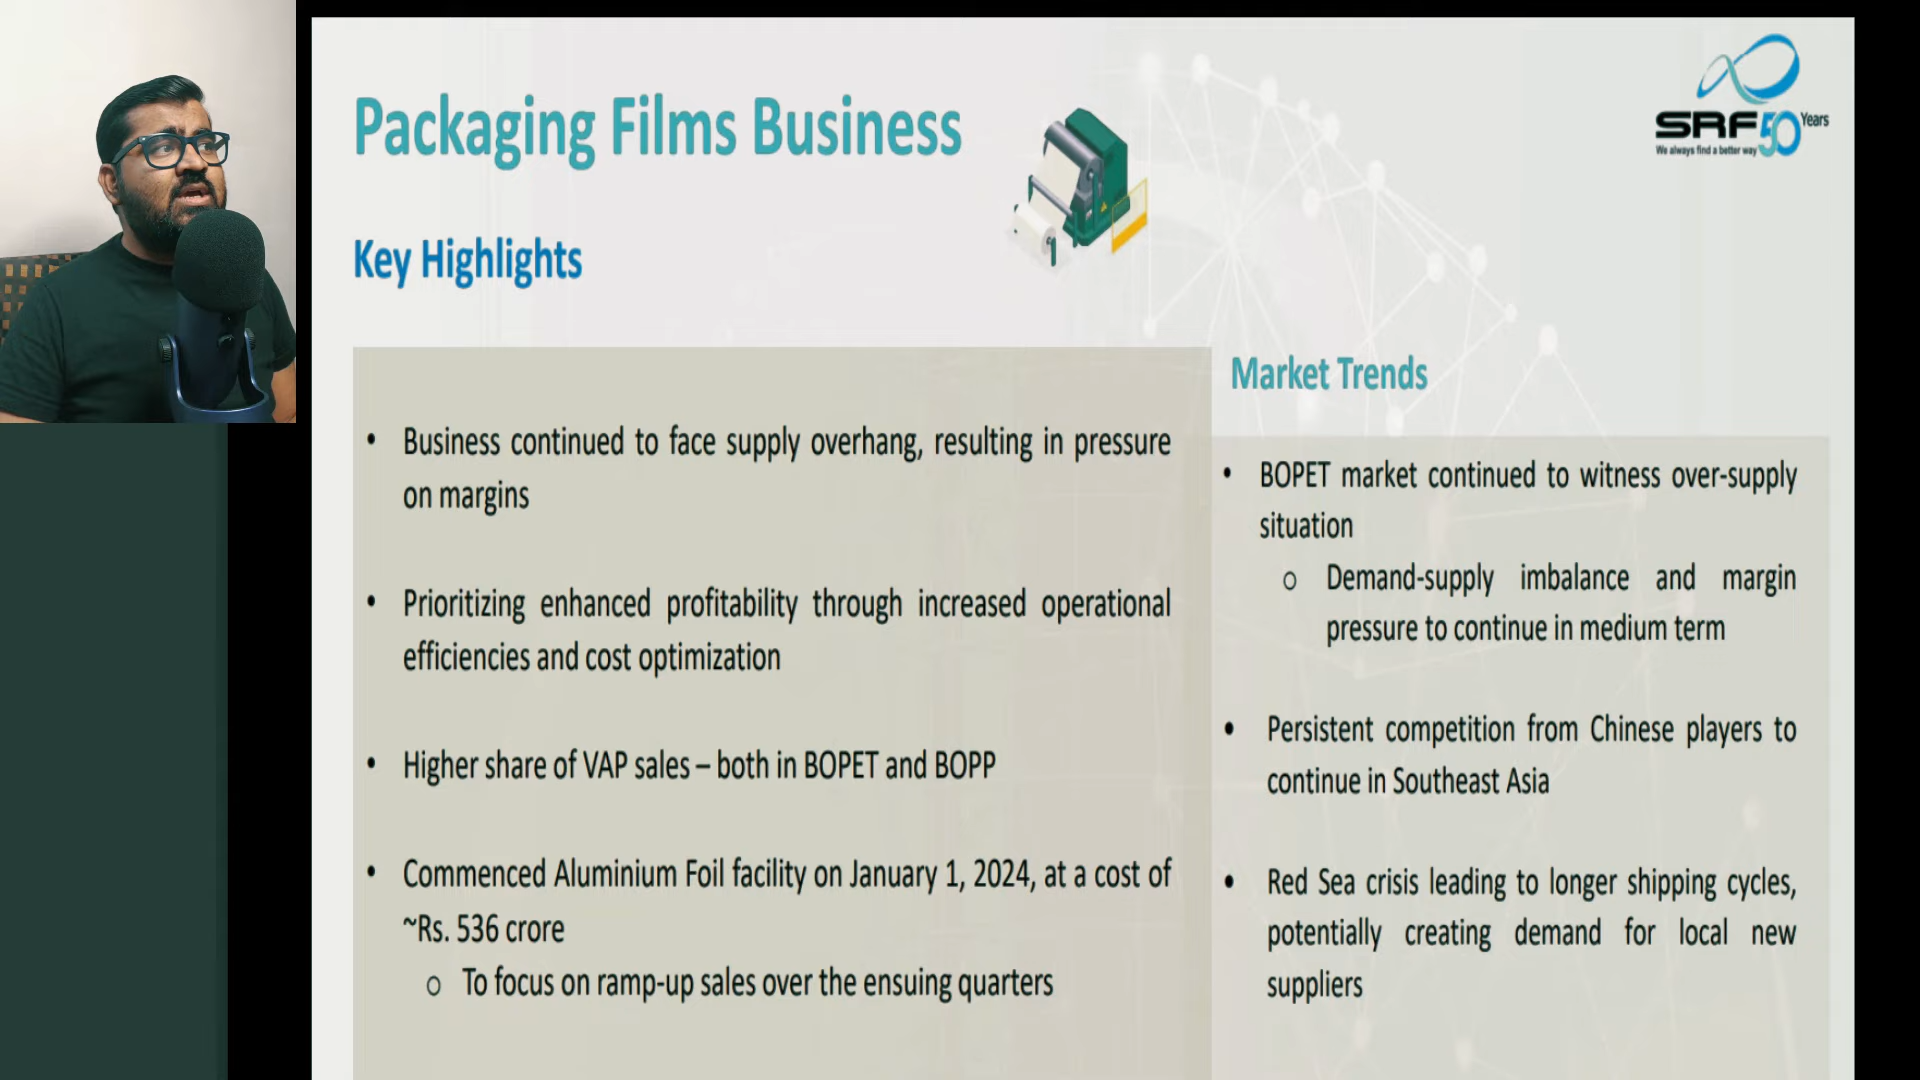 Packaging Films Business
SRF 50 Years
We always find a better way
Key Highlights
• Business continued to face supply overhang, resulting in pressure
on margins
• Prioritizing enhanced profitability through increased operational
efficiencies and cost optimization
• Higher share of VAP sales – both in BOPET and BOPP
• Commenced Aluminium Foil facility on January 1, 2024, at a cost of
~Rs. 536 crore
o To focus on ramp-up sales over the ensuing quarters
Market Trends
• BOPET market continued to witness over-supply
situation
o Demand-supply imbalance and margin
pressure to continue in medium term
• Persistent competition from Chinese players to
continue in Southeast Asia
• Red Sea crisis leading to longer shipping cycles,
potentially creating demand for local new
suppliers